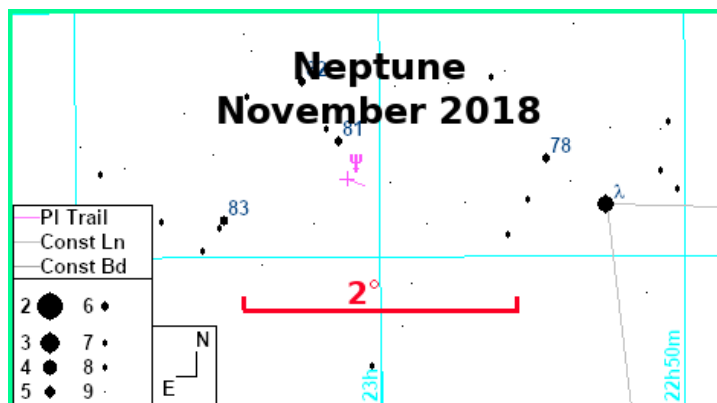 Neptune
November 2018
81
78
Ψ
λ
83
Pl Trail
Const Ln
Const Bd
2° 
2 6
3 7
4 8
5 9
N
E
23h
22h50m